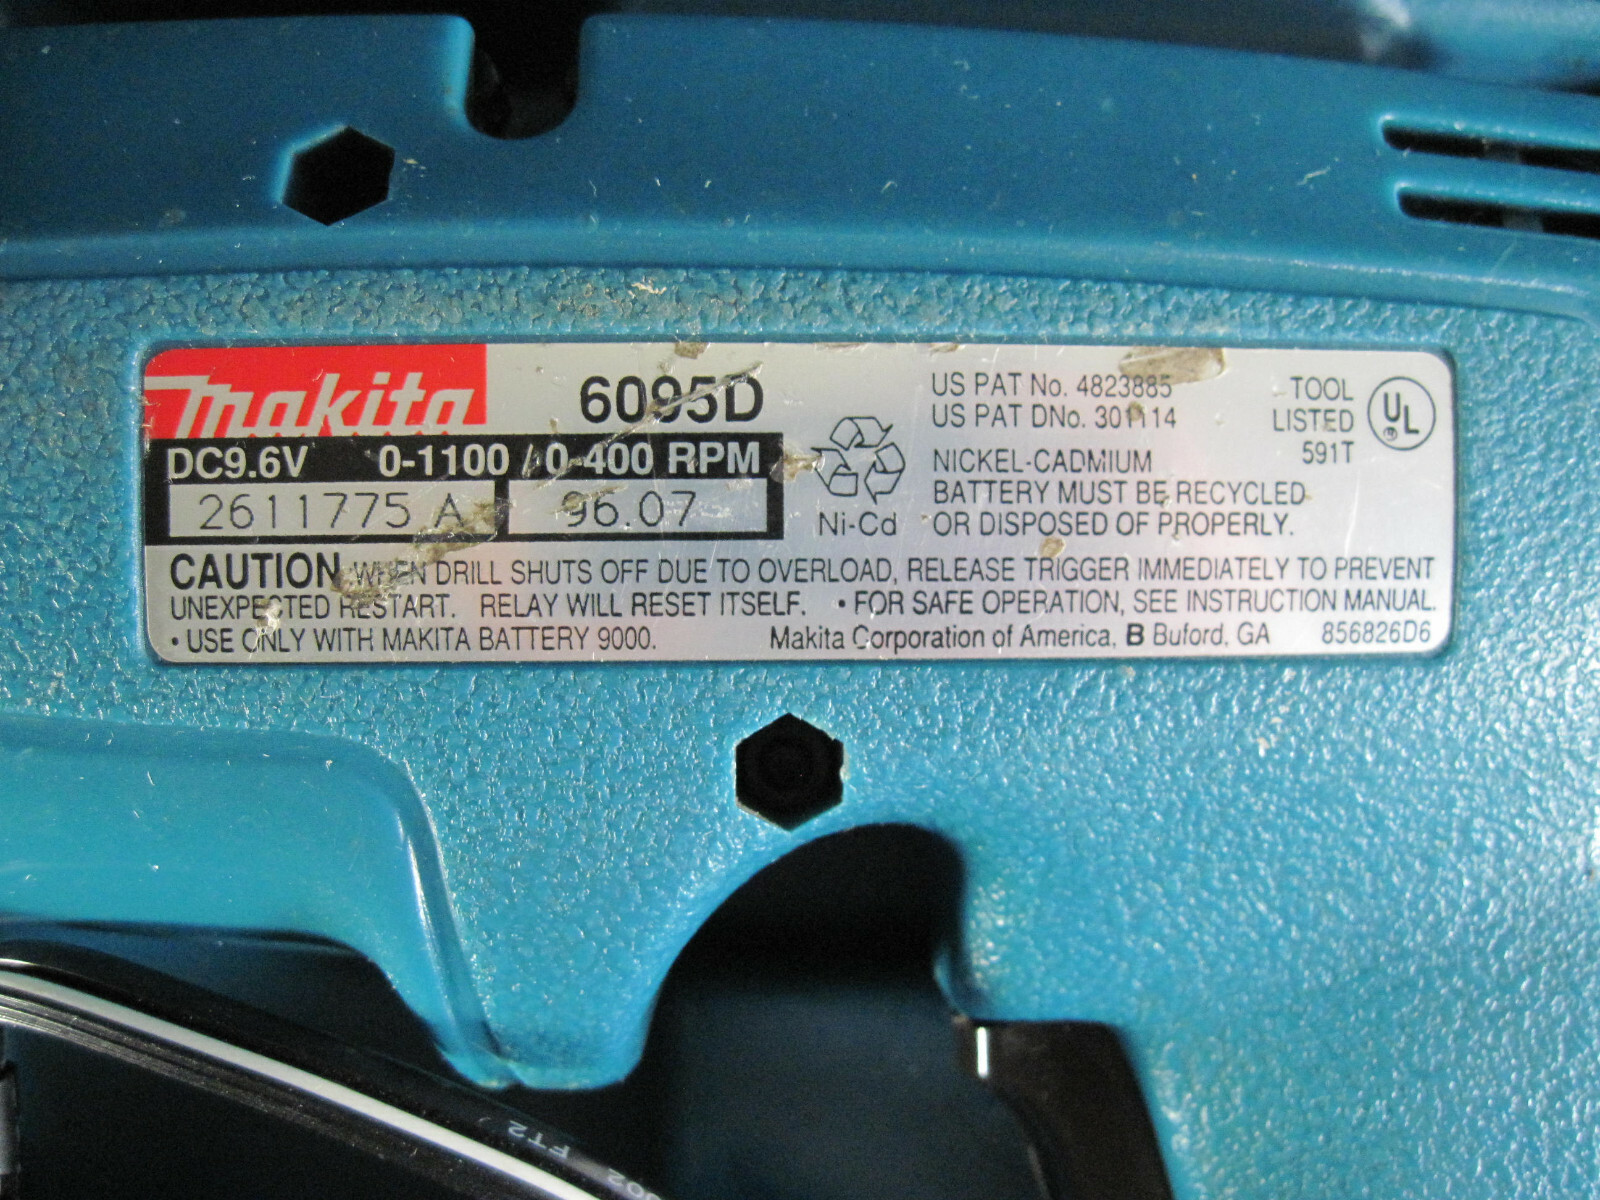 makita 6095D
DC9.6V 0-1100 / 0-400 RPM
2611775 A 96.07
Ni-Cd
US PAT No. 4823885
US PAT DNo. 301114
NICKEL-CADMIUM
BATTERY MUST BE RECYCLED
OR DISPOSED OF PROPERLY.
TOOL
LISTED
591T
UL
®
CAUTION WHEN DRILL SHUTS OFF DUE TO OVERLOAD, RELEASE TRIGGER IMMEDIATELY TO PREVENT
UNEXPECTED RESTART. RELAY WILL RESET ITSELF. • FOR SAFE OPERATION, SEE INSTRUCTION MANUAL.
• USE ONLY WITH MAKITA BATTERY 9000. Makita Corporation of America, B Buford, GA 856826D6
FT2